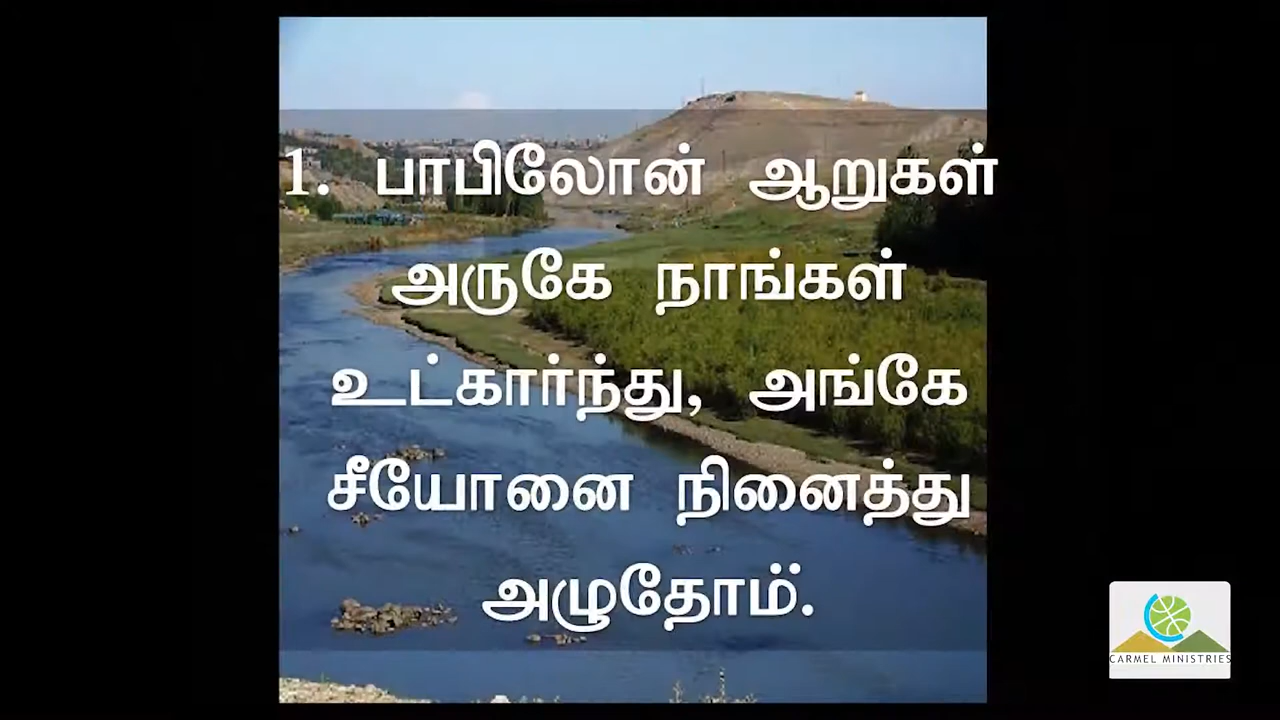 1. பாபிலோன் ஆறுகள்
அருகே நாங்கள்
உட்கார்ந்து, அங்கே
சீயோனை நினைத்து
அழுதோம்.
CARMEL MINISTRIES